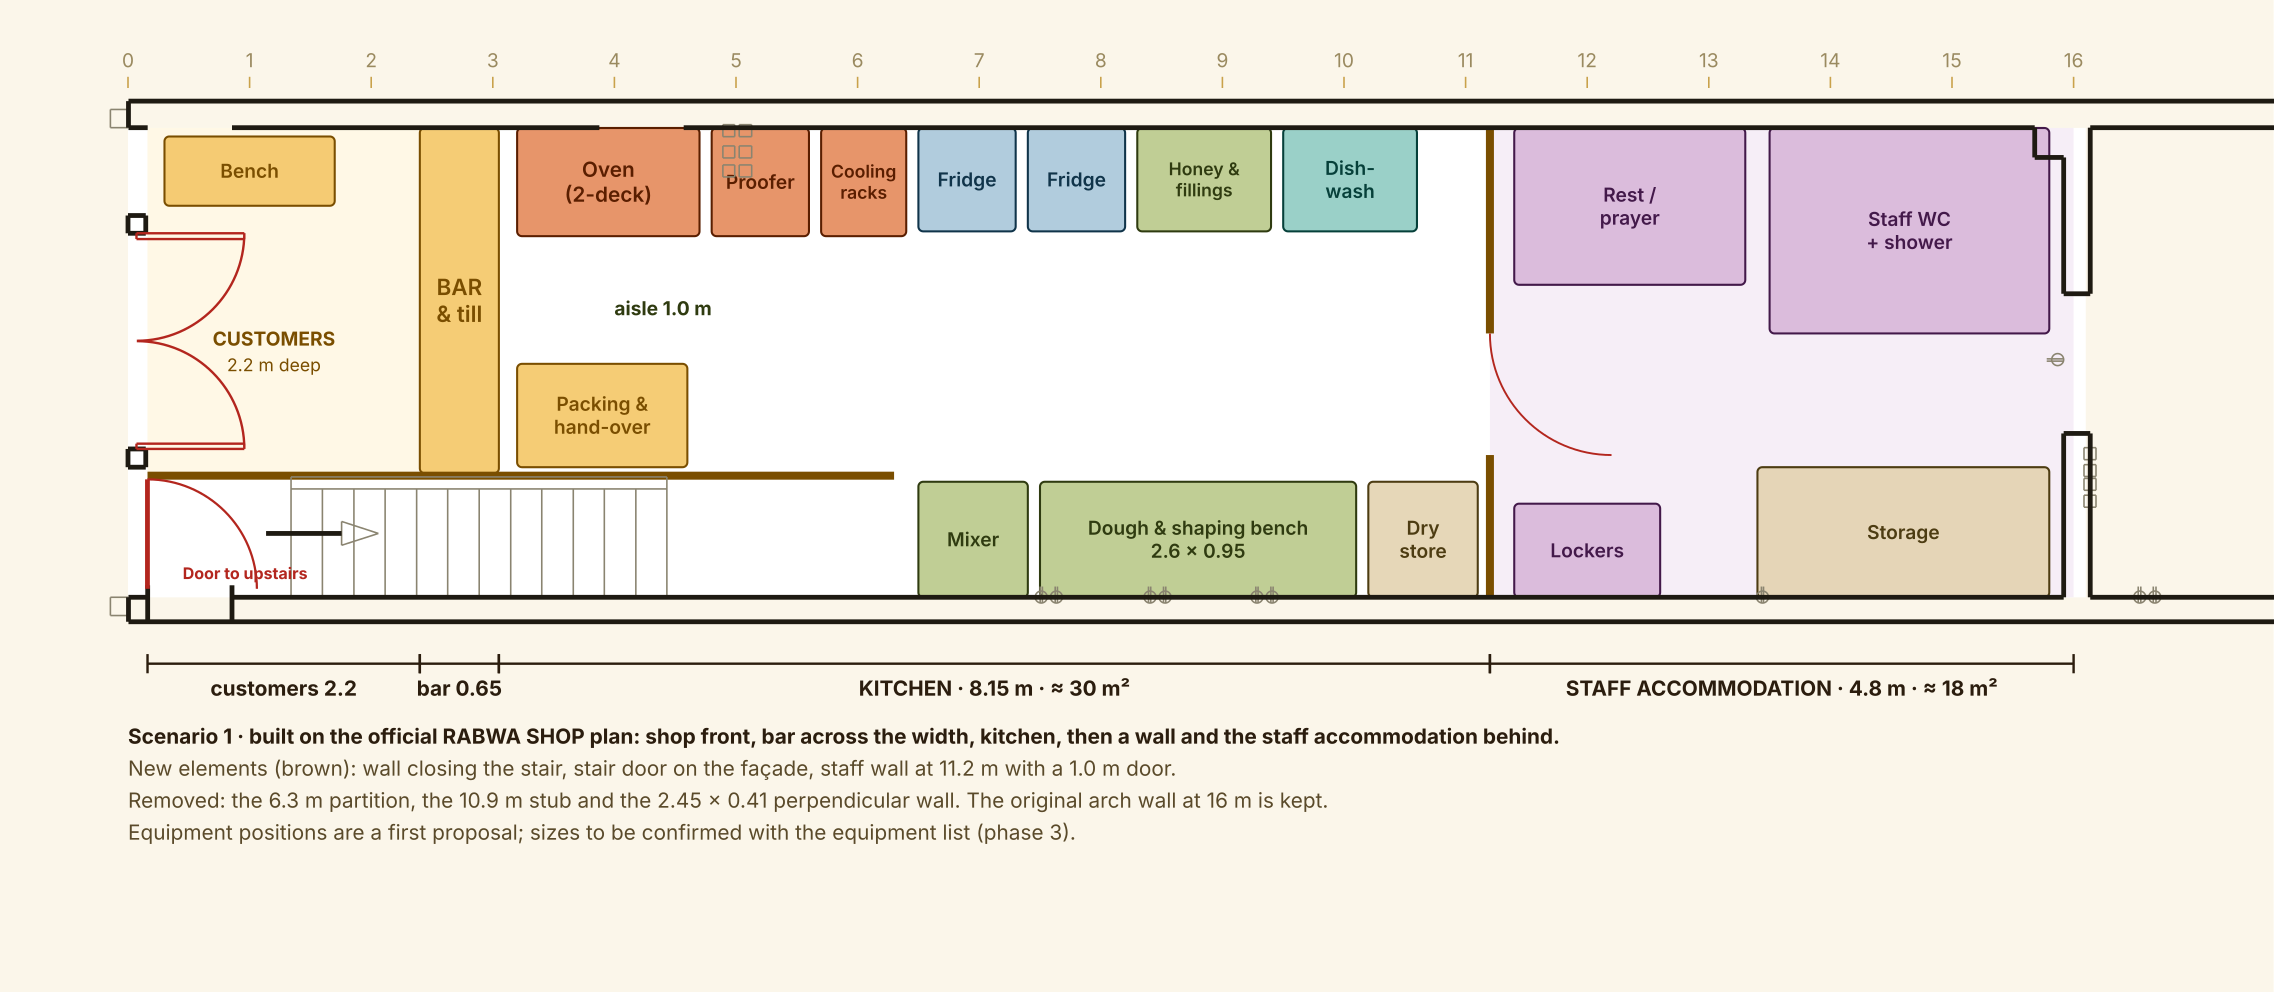 0 1 2 3 4 5 6 7 8 9 10 11 12 13 14 15 16
Bench
BAR
& till
Oven
(2-deck)
Proofer
Cooling
racks
Fridge
Fridge
Honey &
fillings
Dish-
wash
Rest /
prayer
Staff WC
+ shower
aisle 1.0 m
CUSTOMERS
2.2 m deep
Packing &
hand-over
Door to upstairs
Mixer
Dough & shaping bench
2.6 × 0.95
Dry
store
Lockers
Storage
customers 2.2
bar 0.65
KITCHEN · 8.15 m · ≈ 30 m²
STAFF ACCOMMODATION · 4.8 m · ≈ 18 m²
Scenario 1 · built on the official RABWA SHOP plan: shop front, bar across the width, kitchen, then a wall and the staff accommodation behind.
New elements (brown): wall closing the stair, stair door on the façade, staff wall at 11.2 m with a 1.0 m door.
Removed: the 6.3 m partition, the 10.9 m stub and the 2.45 × 0.41 perpendicular wall. The original arch wall at 16 m is kept.
Equipment positions are a first proposal; sizes to be confirmed with the equipment list (phase 3).